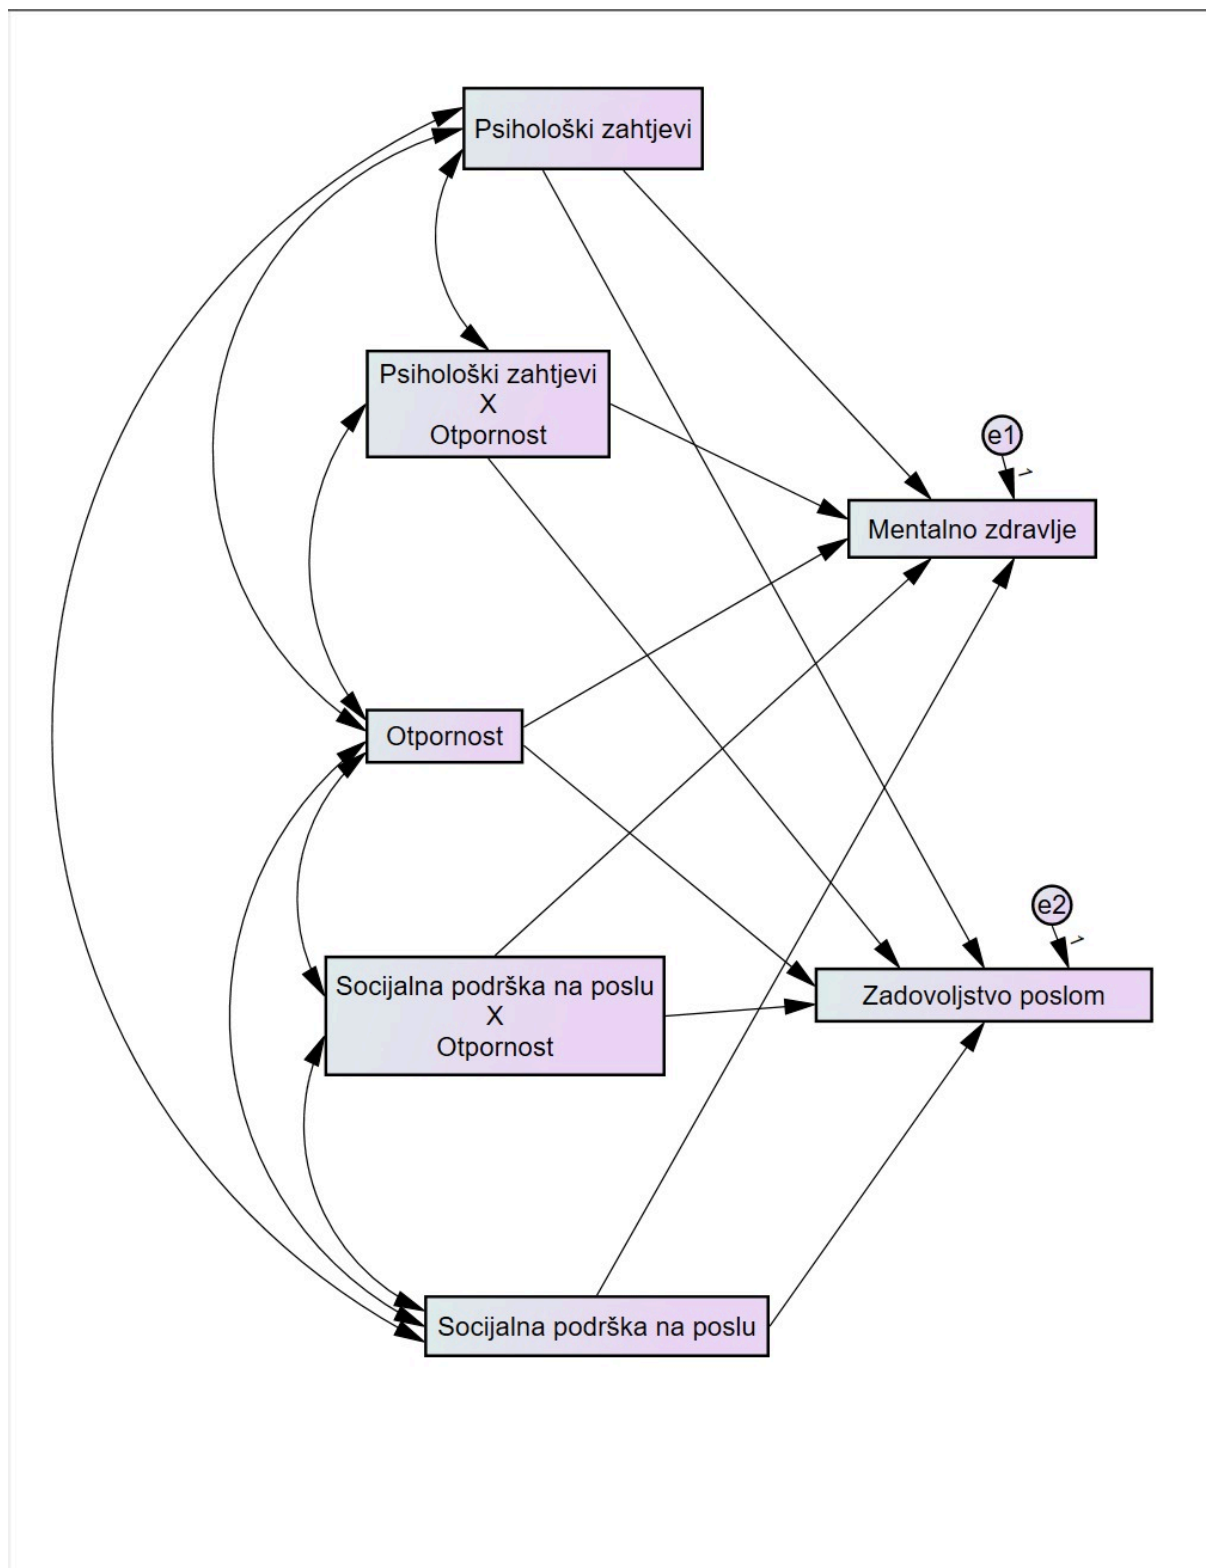 Psihološki zahtjevi
Psihološki zahtjevi
X
Otpornost
e1
1
Mentalno zdravlje
Otpornost
e2
1
Socijalna podrška na poslu
X
Otpornost
Zadovoljstvo poslom
Socijalna podrška na poslu